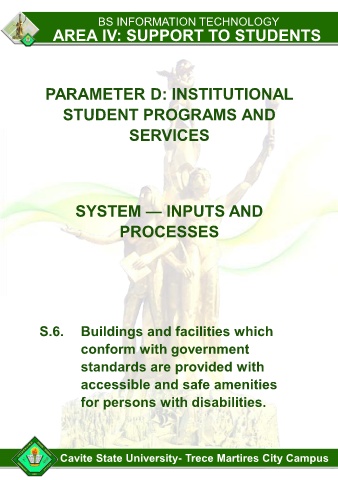 BS INFORMATION TECHNOLOGY
AREA IV: SUPPORT TO STUDENTS
PARAMETER D: INSTITUTIONAL
STUDENT PROGRAMS AND
SERVICES
SYSTEM — INPUTS AND
PROCESSES
S.6. Buildings and facilities which
conform with government
standards are provided with
accessible and safe amenities
for persons with disabilities.
Cavite State University- Trece Martires City Campus